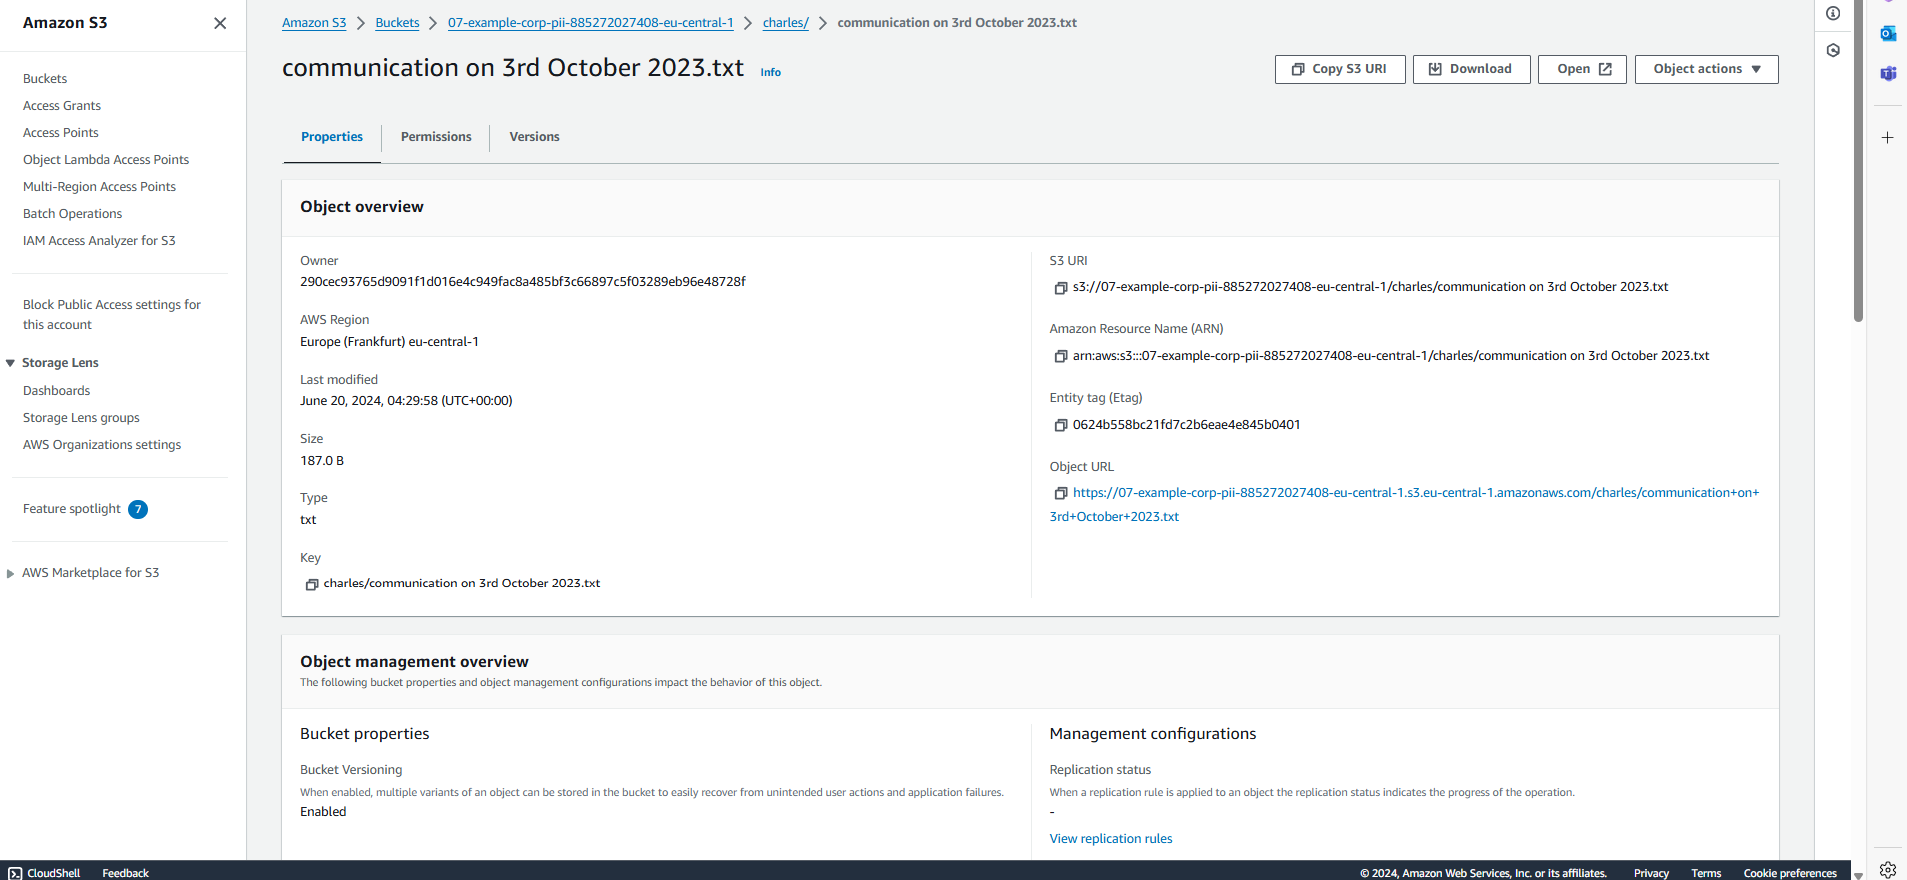 Amazon S3
Buckets
Access Grants
Access Points
Object Lambda Access Points
Multi-Region Access Points
Batch Operations
IAM Access Analyzer for S3
Block Public Access settings for
this account
Storage Lens
Dashboards
Storage Lens groups
AWS Organizations settings
Feature spotlight 7
AWS Marketplace for S3
Amazon S3 > Buckets > 07-example-corp-pii-885272027408-eu-central-1 > charles/ > communication on 3rd October 2023.txt
communication on 3rd October 2023.txt Info
Copy S3 URI Download Open Object actions
Properties Permissions Versions
Object overview
Owner
290cec93765d9091f1d016e4c949fac8a485bf3c66897c5f03289eb96e48728f
AWS Region
Europe (Frankfurt) eu-central-1
Last modified
June 20, 2024, 04:29:58 (UTC+00:00)
Size
187.0 B
Type
txt
Key
charles/communication on 3rd October 2023.txt
S3 URI
s3://07-example-corp-pii-885272027408-eu-central-1/charles/communication on 3rd October 2023.txt
Amazon Resource Name (ARN)
arn:aws:s3:::07-example-corp-pii-885272027408-eu-central-1/charles/communication on 3rd October 2023.txt
Entity tag (Etag)
0624b558bc21fd7c2b6eae4e845b0401
Object URL
https://07-example-corp-pii-885272027408-eu-central-1.s3.eu-central-1.amazonaws.com/charles/communication+on+
3rd+October+2023.txt
Object management overview
The following bucket properties and object management configurations impact the behavior of this object.
Bucket properties
Bucket Versioning
When enabled, multiple variants of an object can be stored in the bucket to easily recover from unintended user actions and application failures.
Enabled
Management configurations
Replication status
When a replication rule is applied to an object the replication status indicates the progress of the operation.
-
View replication rules
CloudShell Feedback © 2024, Amazon Web Services, Inc. or its affiliates. Privacy Terms Cookie preferences